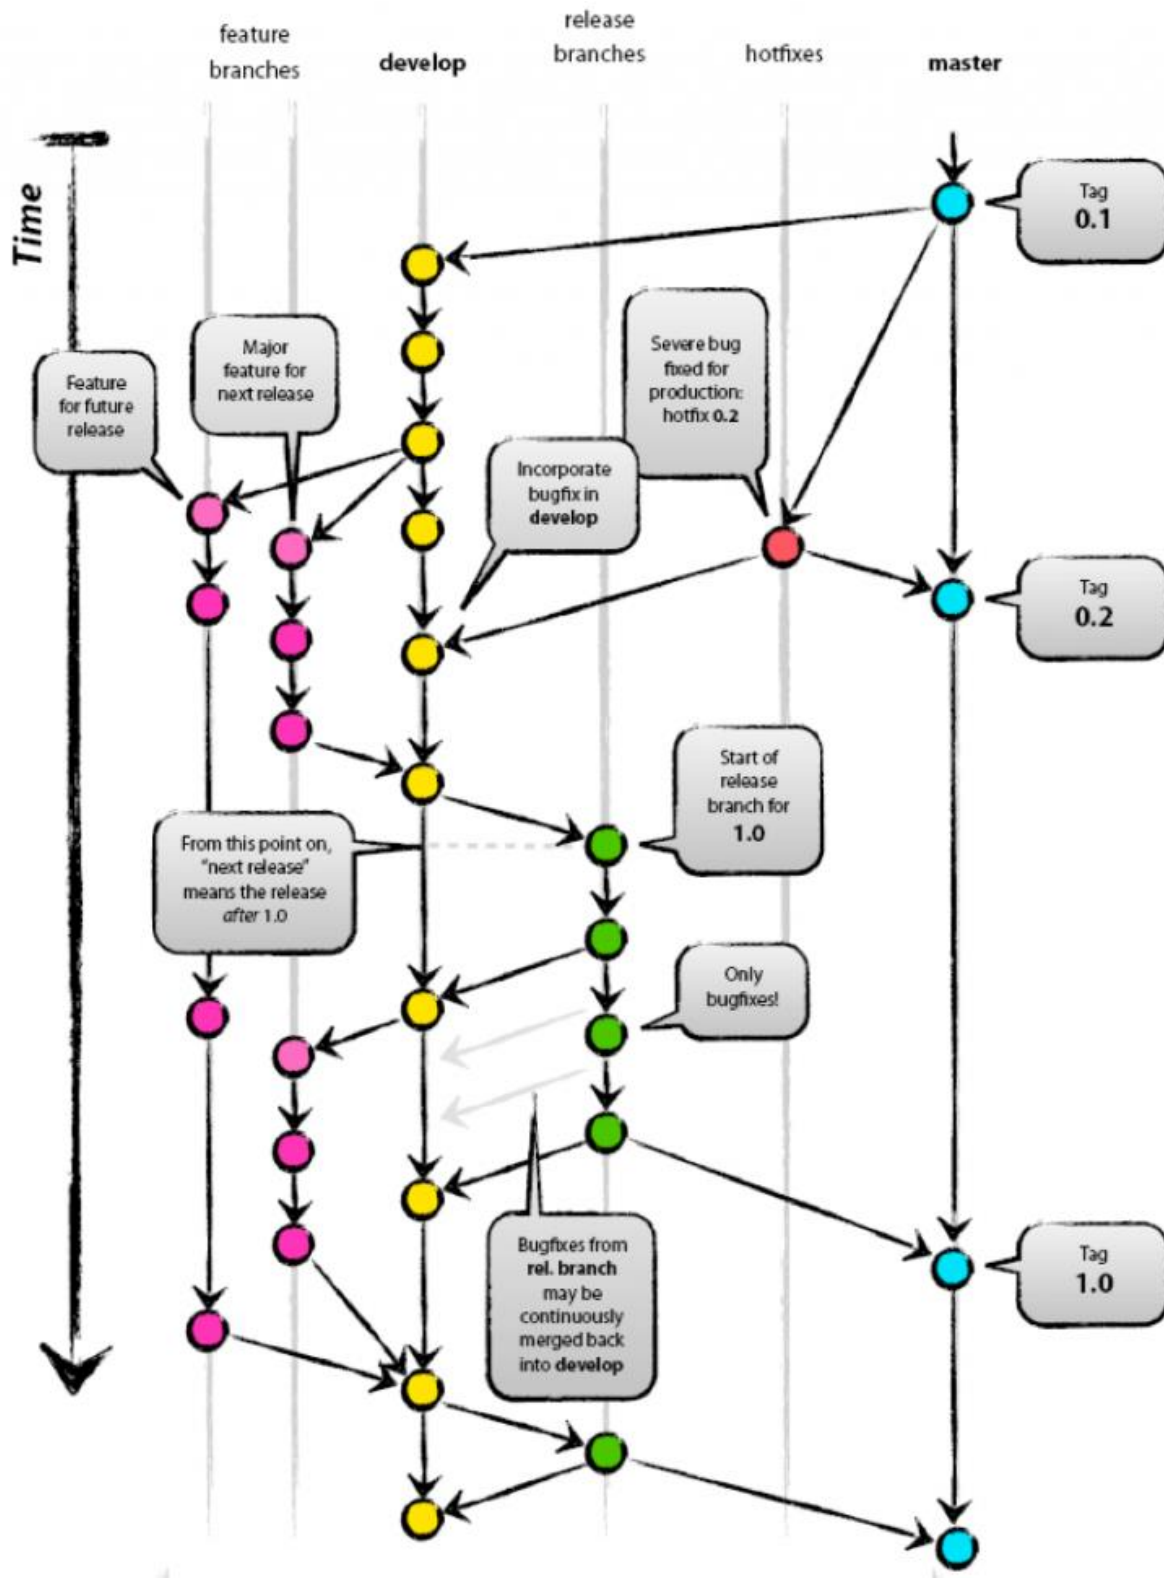 feature
branches
develop
release
branches
hotfixes
master
Time
Tag
0.1
Major
feature for
next release
Feature
for future
release
Severe bug
fixed for
production:
hotfix 0.2
Incorporate
bugfix in
develop
Tag
0.2
Start of
release
branch for
1.0
From this point on,
“next release”
means the release
after 1.0
Only
bugfixes!
Bugfixes from
rel. branch
may be
continuously
merged back
into develop
Tag
1.0